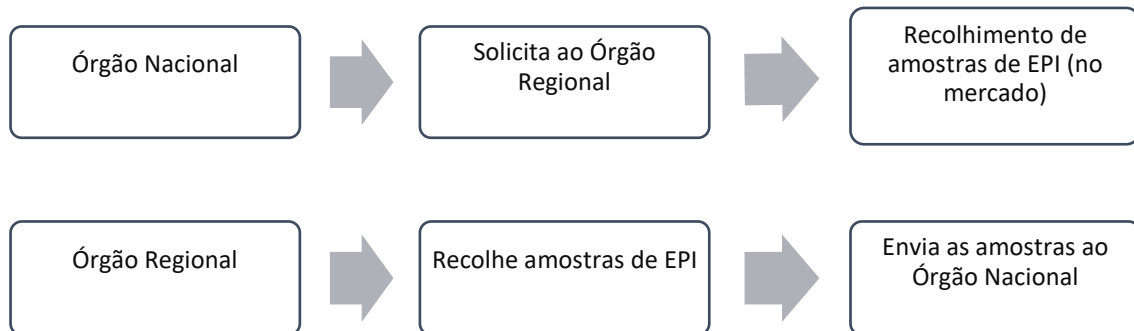 Órgão Nacional
Solicita ao Órgão
Regional
Recolhimento de
amostras de EPI (no
mercado)
Órgão Regional
Recolhe amostras de EPI
Envia as amostras ao
Órgão Nacional